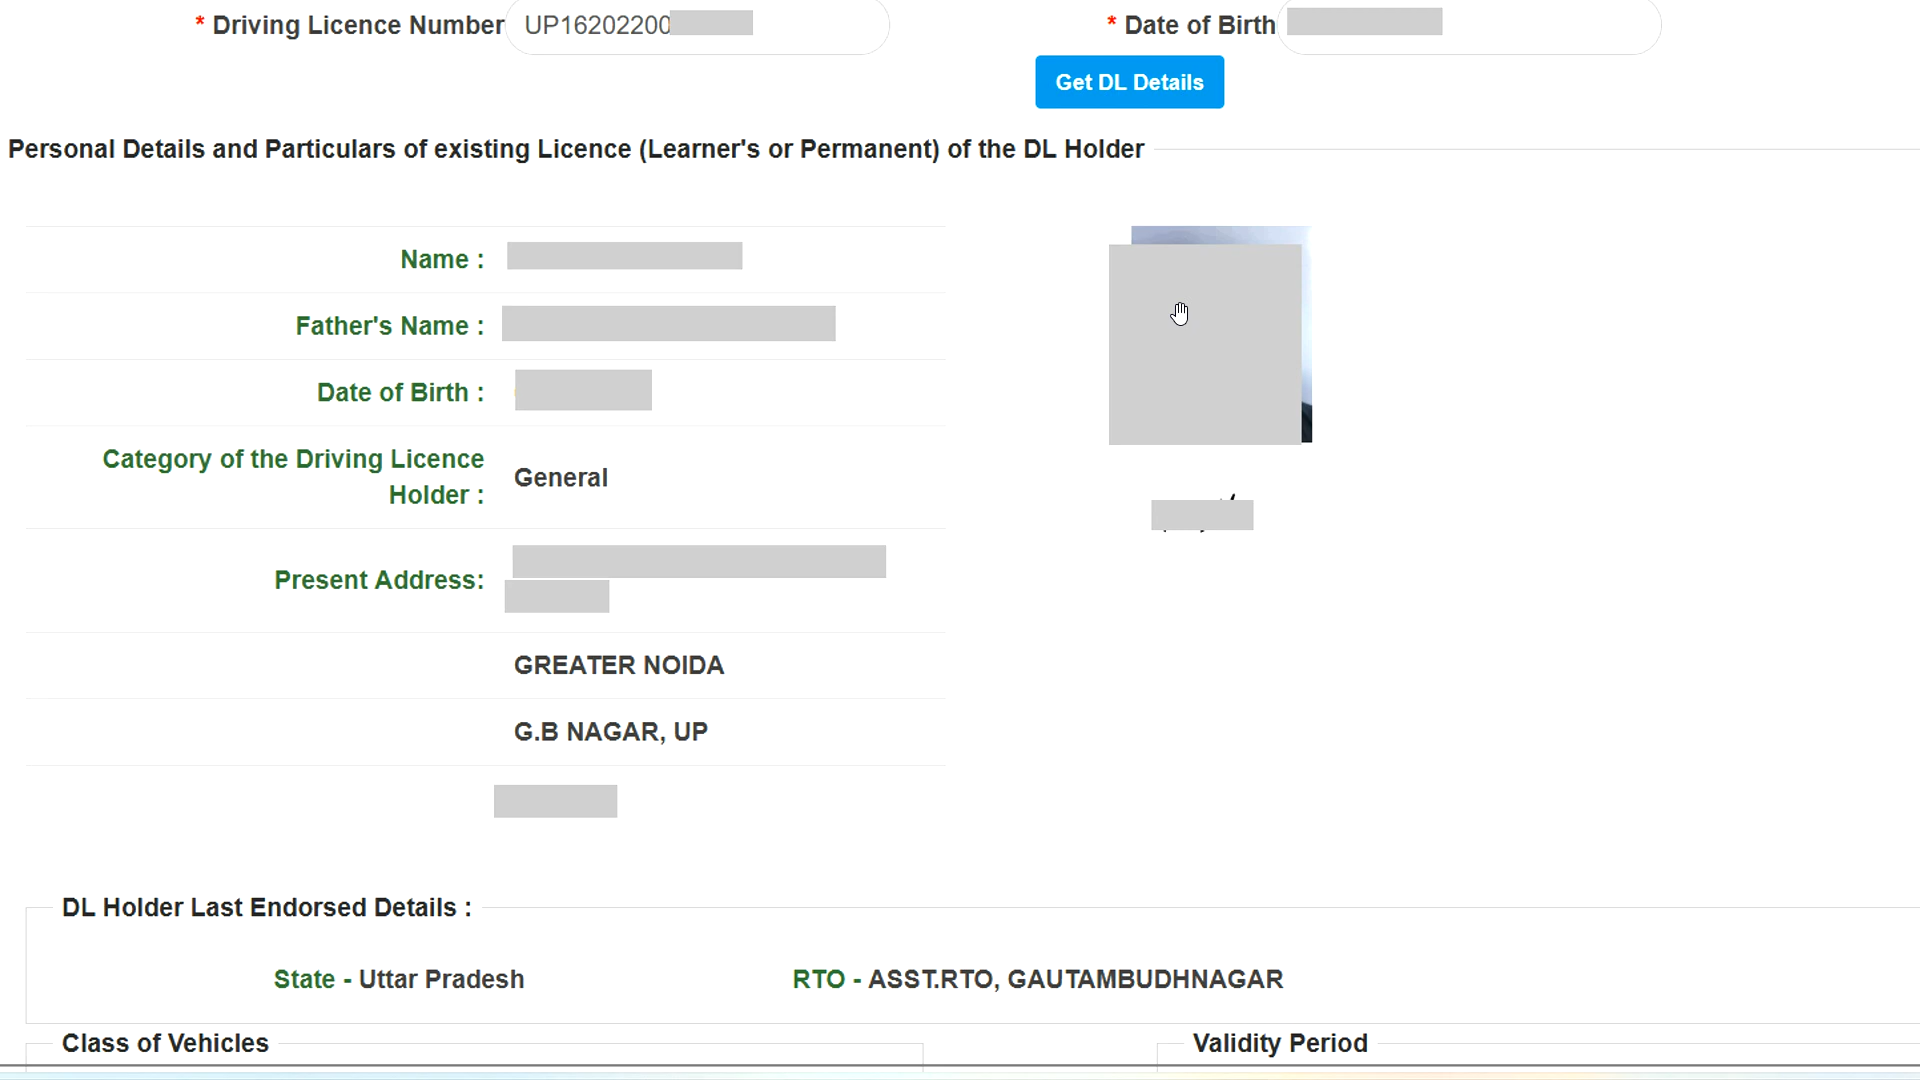 * Driving Licence Number UP16202200
* Date of Birth
Get DL Details
Personal Details and Particulars of existing Licence (Learner's or Permanent) of the DL Holder
Name :
Father's Name :
Date of Birth :
Category of the Driving Licence
Holder :
General
Present Address:
GREATER NOIDA
G.B NAGAR, UP
DL Holder Last Endorsed Details :
State - Uttar Pradesh
RTO - ASST.RTO, GAUTAMBUDHNAGAR
Class of Vehicles
Validity Period